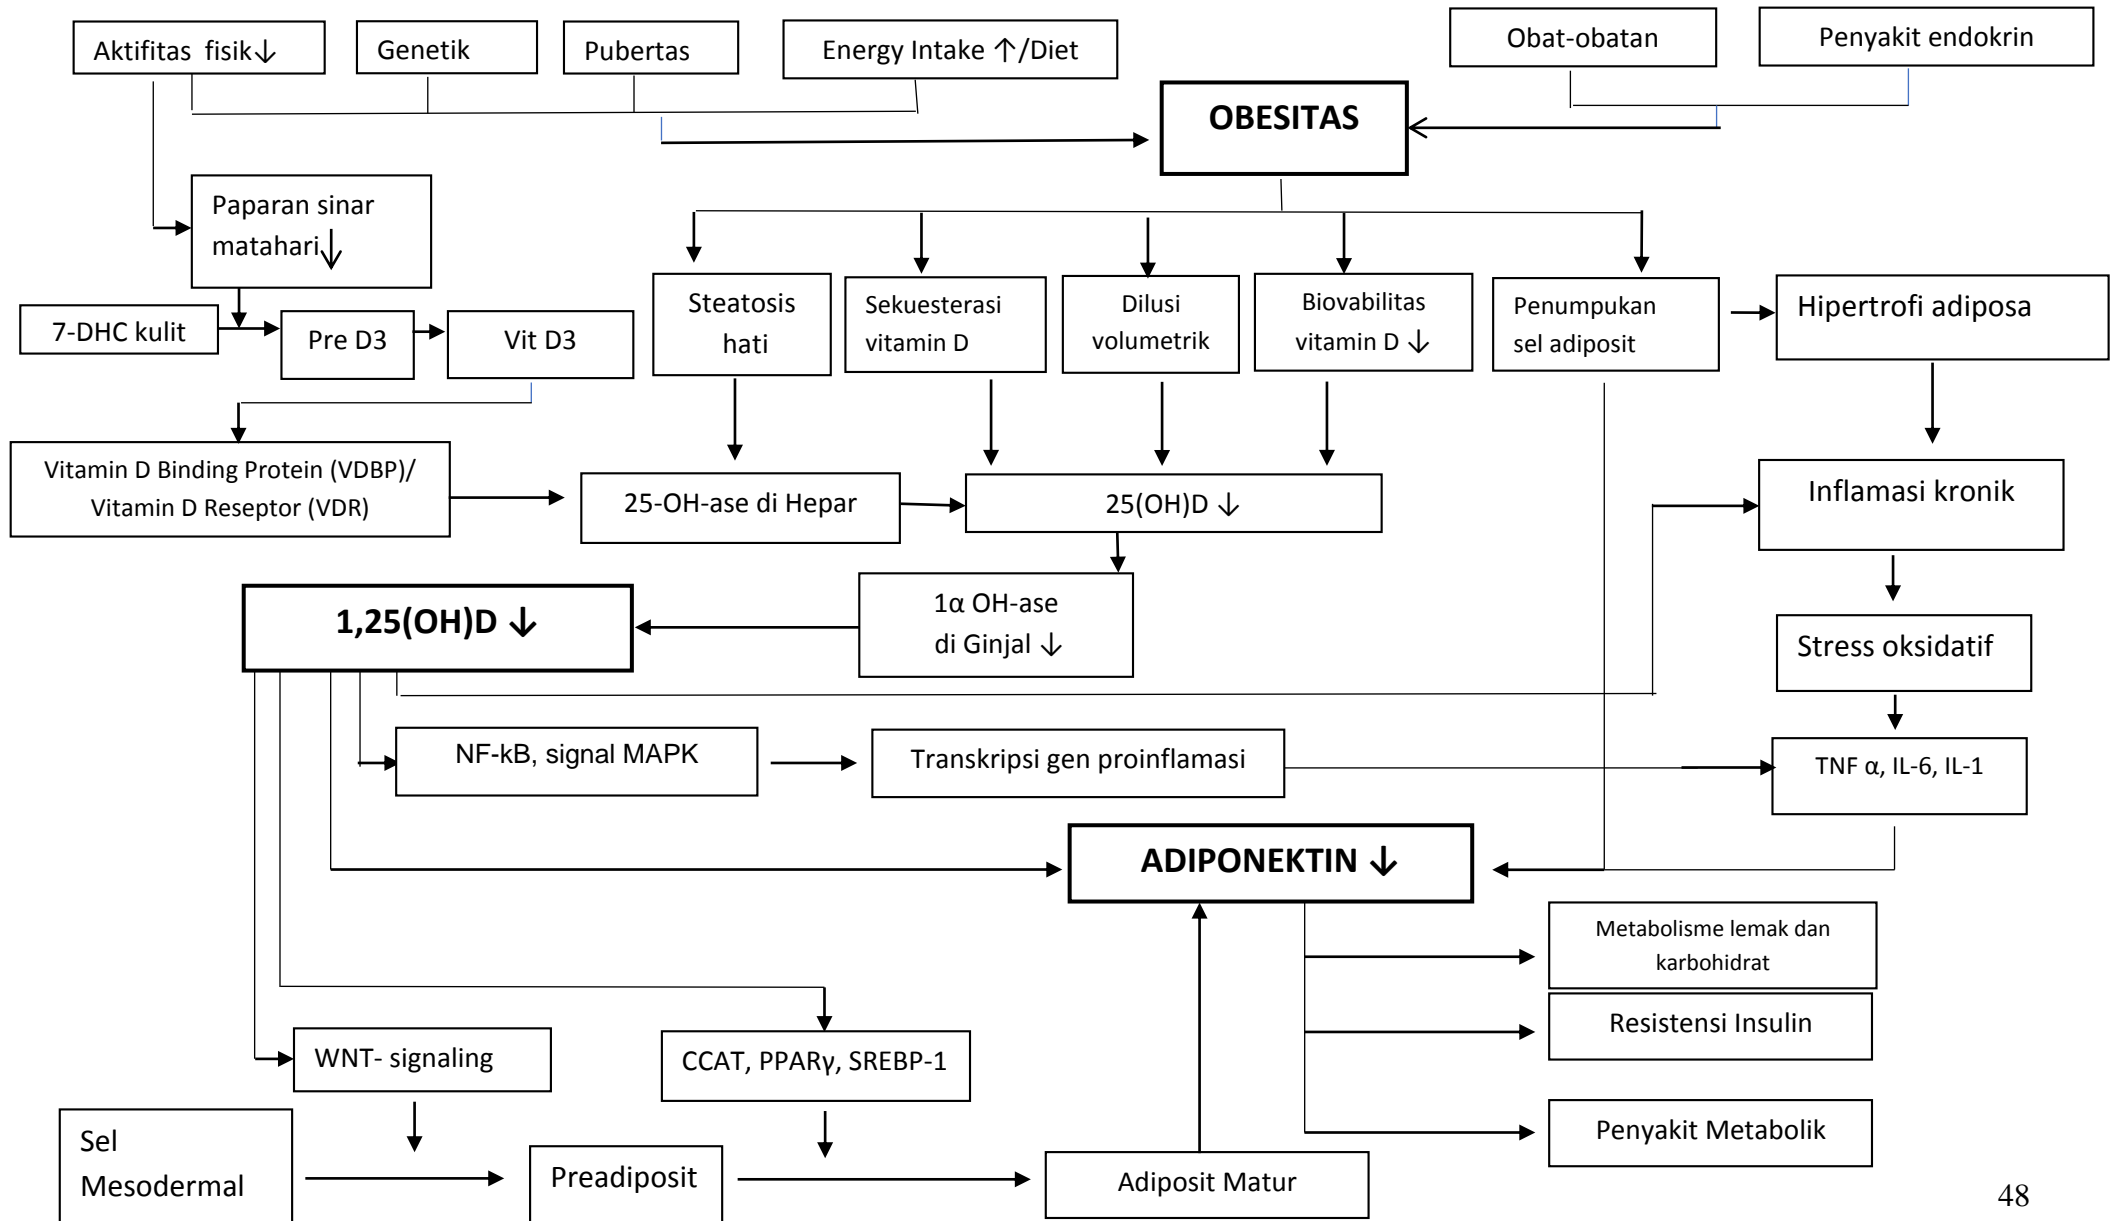 Aktifitas fisik↓
Genetik
Pubertas
Energy Intake ↑/Diet
Obat-obatan
Penyakit endokrin
OBESITAS
Paparan sinar
matahari↓
Steatosis
hati
Sekuesterasi
vitamin D
Dilusi
volumetrik
Biovabilitas
vitamin D ↓
Penumpukan
sel adiposit
Hipertrofi adiposa
7-DHC kulit
Pre D3
Vit D3
Vitamin D Binding Protein (VDBP)/
Vitamin D Reseptor (VDR)
25-OH-ase di Hepar
25(OH)D ↓
Inflamasi kronik
1,25(OH)D ↓
1α OH-ase
di Ginjal ↓
Stress oksidatif
NF-kB, signal MAPK
Transkripsi gen proinflamasi
TNF α, IL-6, IL-1
ADIPONEKTIN ↓
Metabolisme lemak dan
karbohidrat
Resistensi Insulin
WNT- signaling
CCAT, PPARγ, SREBP-1
Penyakit Metabolik
Sel
Mesodermal
Preadiposit
Adiposit Matur
48